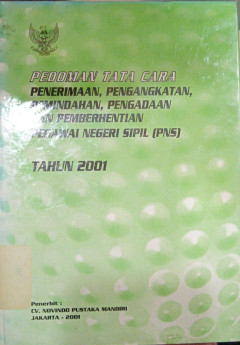 PEDOMAN TATA CARA
PENERIMAAN, PENGANGKATAN,
PEMINDAHAN, PENGADAAN
DAN PEMBERHENTIAN
PEGAWAI NEGERI SIPIL (PNS)
TAHUN 2001
Penerbit :
CV. NOVINDO PUSTAKA MANDIRI
JAKARTA - 2001